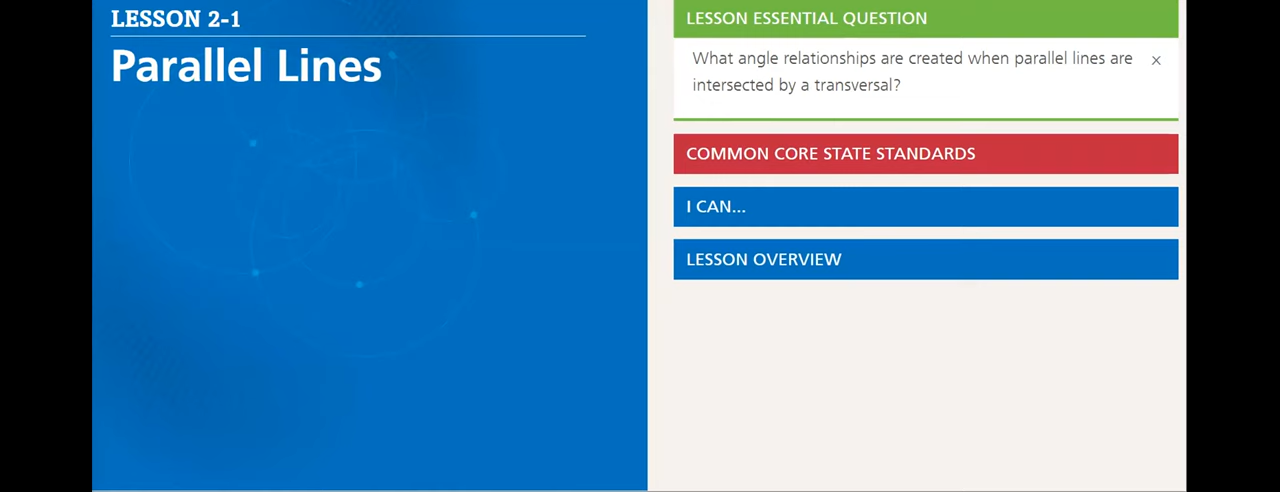 LESSON 2-1
Parallel Lines
LESSON ESSENTIAL QUESTION
What angle relationships are created when parallel lines are
intersected by a transversal?
COMMON CORE STATE STANDARDS
I CAN...
LESSON OVERVIEW